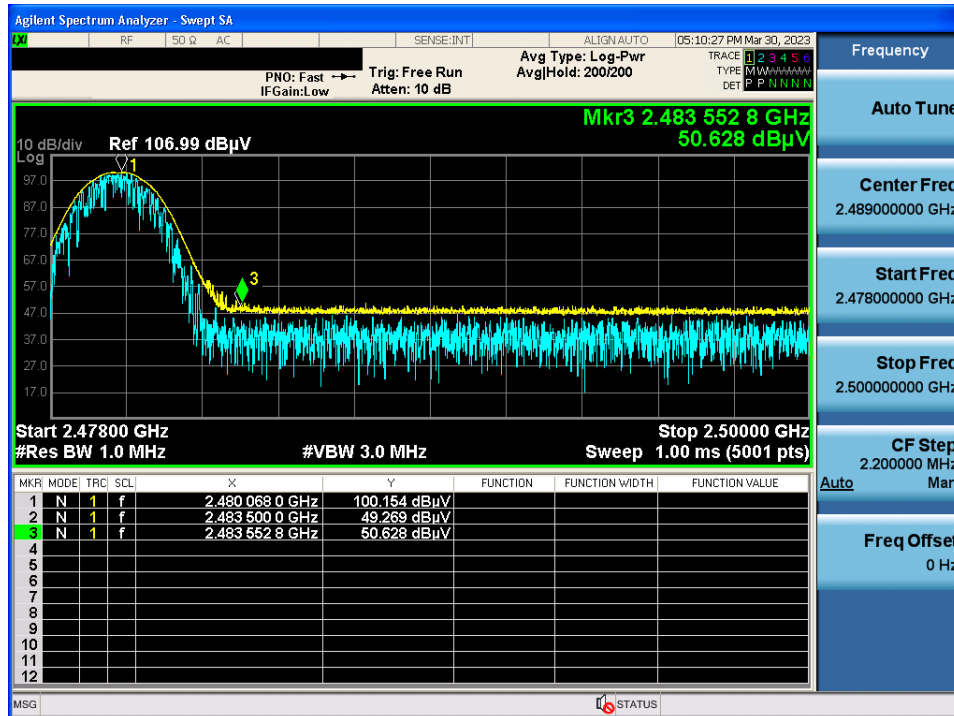 Agilent Spectrum Analyzer - Swept SA
LXI RF 50 Ω AC SENSE:INT ALIGN AUTO 05:10:27 PM Mar 30, 2023
PNO: Fast Trig: Free Run Avg Type: Log-Pwr TRACE 1 2 3 4 5 6
IFGain:Low Atten: 10 dB Avg|Hold: 200/200 TYPE M WWWWW
DET P P N N N N
Mkr3 2.483 552 8 GHz
50.628 dBµV
10 dB/div Ref 106.99 dBµV
Log
97.0
87.0
77.0
67.0
57.0
47.0
37.0
27.0
17.0
1
3
Start 2.47800 GHz Stop 2.50000 GHz
#Res BW 1.0 MHz #VBW 3.0 MHz Sweep 1.00 ms (5001 pts)
MKR MODE TRC SCL X Y FUNCTION FUNCTION WIDTH FUNCTION VALUE
1 N 1 f 2.480 068 0 GHz 100.154 dBµV
2 N 1 f 2.483 500 0 GHz 49.269 dBµV
3 N 1 f 2.483 552 8 GHz 50.628 dBµV
4
5
6
7
8
9
10
11
12
MSG STATUS
Frequency
Auto Tune
Center Freq
2.489000000 GHz
Start Freq
2.478000000 GHz
Stop Freq
2.500000000 GHz
CF Step
2.200000 MHz
Auto Man
Freq Offset
0 Hz